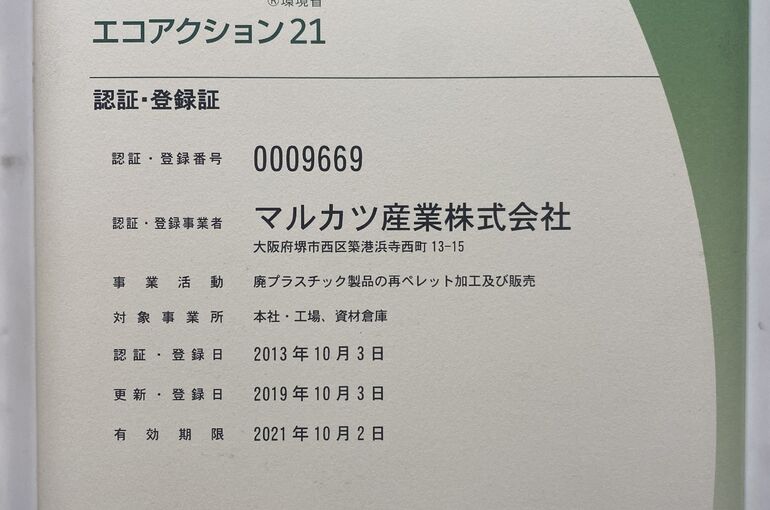 ®環境省
エコアクション21
認証・登録証
認証・登録番号 0009669
認証・登録事業者 マルカツ産業株式会社
大阪府堺市西区築港浜寺西町 13-15
事業活動 廃プラスチック製品の再ペレット加工及び販売
対象事業所 本社・工場、資材倉庫
認証・登録日 2013年10月3日
更新・登録日 2019年10月3日
有効期限 2021年10月2日